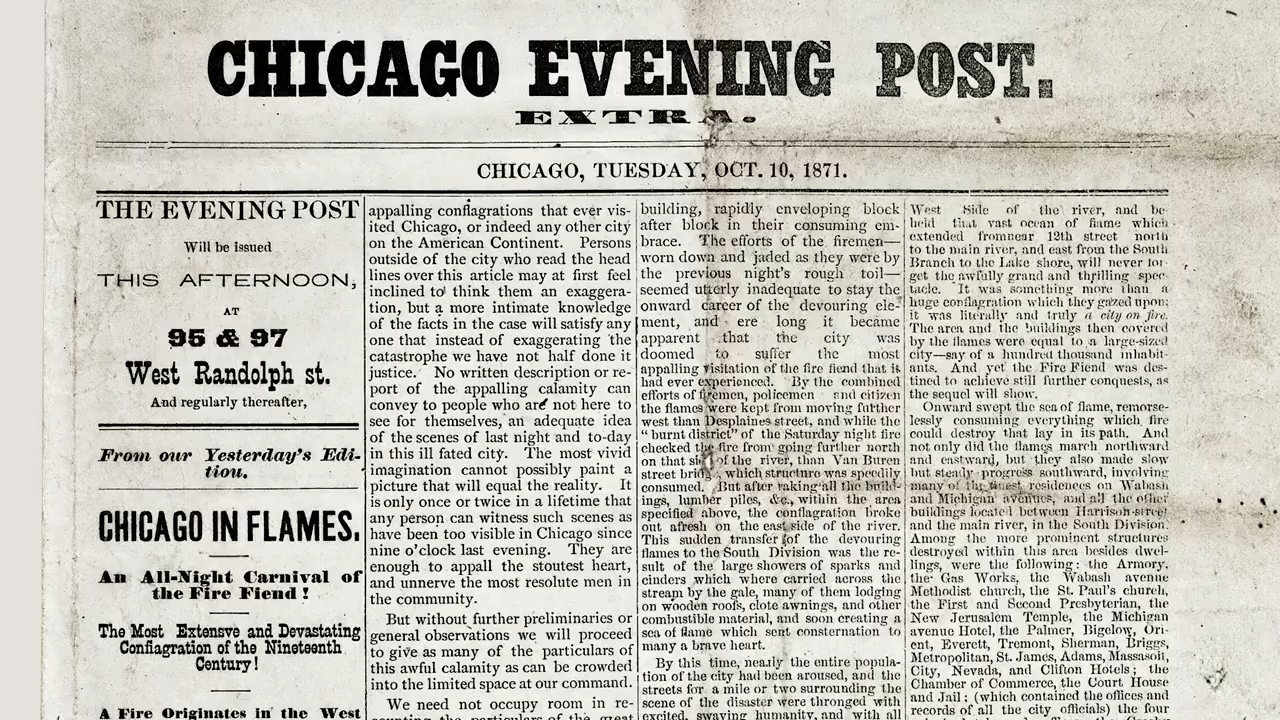 CHICAGO EVENING POST.
EXTRA.
CHICAGO, TUESDAY, OCT. 10, 1871.
THE EVENING POST
Will be issued
THIS AFTERNOON,
AT
95 & 97
West Randolph st.
And regularly thereafter,
From our Yesterday's Edi-
tion.
CHICAGO IN FLAMES.
An All-Night Carnival of
the Fire Fiend !
The Most Extensve and Devastating
Conflagration of the Nineteenth
Century !
A Fire Originates in the West
appalling conflagrations that ever vis-
ited Chicago, or indeed any other city
on the American Continent. Persons
outside of the city who read the head
lines over this article may at first feel
inclined to think them an exaggera-
tion, but a more intimate knowledge
of the facts in the case will satisfy any
one that instead of exaggerating the
catastrophe we have not half done it
justice. No written description or re-
port of the appalling calamity can
convey to people who are not here to
see for themselves, an adequate idea
of the scenes of last night and to-day
in this ill fated city. The most vivid
imagination cannot possibly paint a
picture that will equal the reality. It
is only once or twice in a lifetime that
any person can witness such scenes as
have been too visible in Chicago since
nine o'clock last evening. They are
enough to appall the stoutest heart,
and unnerve the most resolute men in
the community.
But without further preliminaries or
general observations we will proceed
to give as many of the particulars of
this awful calamity as can be crowded
into the limited space at our command.
We need not occupy room in re-
counting the particulars of the great
building, rapidly enveloping block
after block in their consuming em-
brace. The efforts of the firemen—
worn down and jaded as they were by
the previous night's rough toil—
seemed utterly inadequate to stay the
onward career of the devouring ele-
ment, and ere long it became
apparent that the city was
doomed to suffer the most
appalling visitation of the fire fiend that it
had ever experienced. By the combined
efforts of firemen, policemen and citizen
the flames were kept from moving further
west than Desplaines street, and while the
"burnt district" of the Saturday night fire
checked the fire from going further north
on that side of the river, than Van Buren
street bridge, which structure was speedily
consumed. But after raking all the build-
ings, lumber piles, &c., within the area
specified above, the conflagration broke
out afresh on the east side of the river.
This sudden transfer of the devouring
flames to the South Division was the re-
sult of the large showers of sparks and
cinders which where carried across the
stream by the gale, many of them lodging
on wooden roofs, clote awnings, and other
combustible material, and soon creating a
sea of flame which sent consternation to
many a brave heart.
By this time, nearly the entire popula-
tion of the city had been aroused, and the
streets for a mile or two surrounding the
scene of the disaster were thronged with
excited, swaying humanity, and with all
West Side of the river, and be
held that vast ocean of flame which
extended fromnear 12th street north
to the main river, and east from the South
Branch to the Lake shore, will never for-
get the awfully grand and thrilling spec-
tacle. It was something more than a
huge conflagration which they gazed upon;
it was literally and truly a city on fire.
The area and the buildings then covered
by the flames were equal to a large-sized
city—say of a hundred thousand inhabit-
ants. And yet the Fire Fiend was des-
tined to achieve still further conquests, as
the sequel will show.
Onward swept the sea of flame, remorse-
lessly consuming everything which fire
could destroy that lay in its path. And
not only did the flames march northward
and eastward, but they also made slow
but steady progress southward, involving
many of the finest residences on Wabash
and Michigan avenues, and all the other
buildings located between Harrison street
and the main river, in the South Division.
Among the more prominent structures
destroyed within this area besides dwel-
lings, were the following: the Armory,
the Gas Works, the Wabash avenue
Methodist church, the St. Paul's church,
the First and Second Presbyterian, the
New Jerusalem Temple, the Michigan
avenue Hotel, the Palmer, Bigelow, Ori-
ent, Everett, Tremont, Sherman, Briggs,
Metropolitan, St. James, Adams, Massasoit,
City, Nevada, and Clifton Hotels; the
Chamber of Commerce, the Court House
and Jail; (which contained the offices and
records of all the city officials) the four